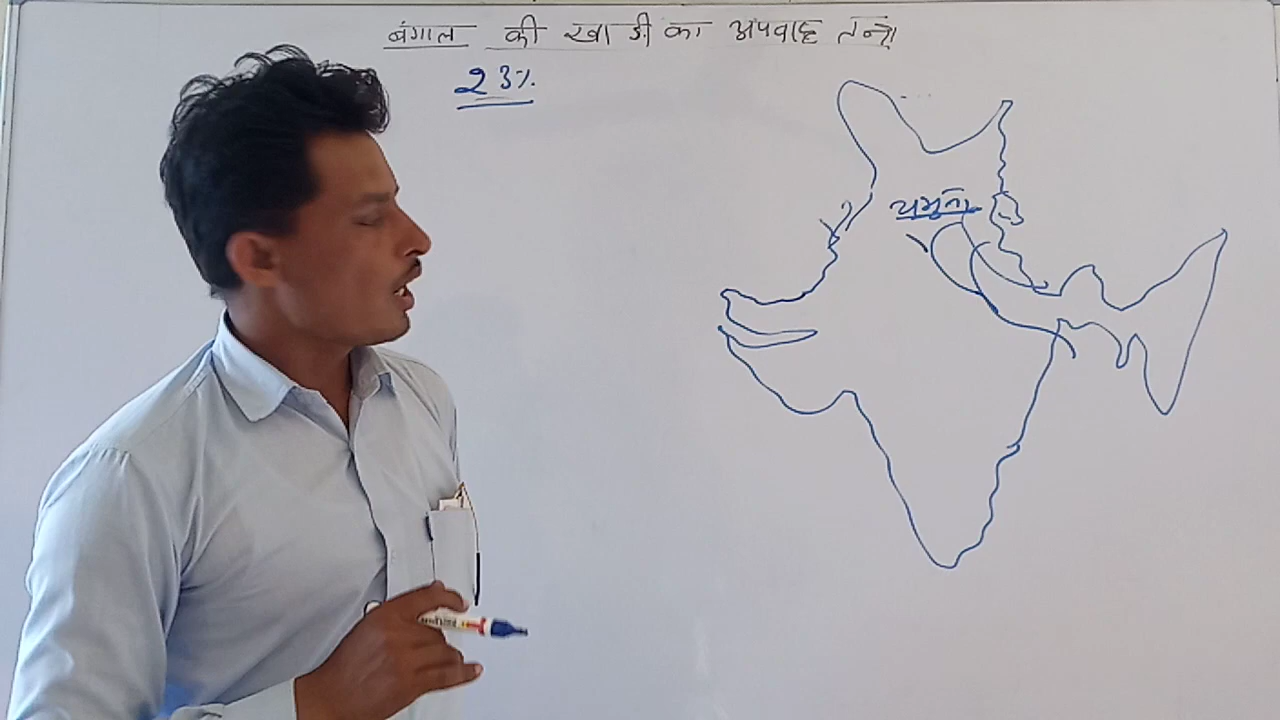 बंगाल की खाड़ी का अपवाह तन्त्र
23%
यमुना